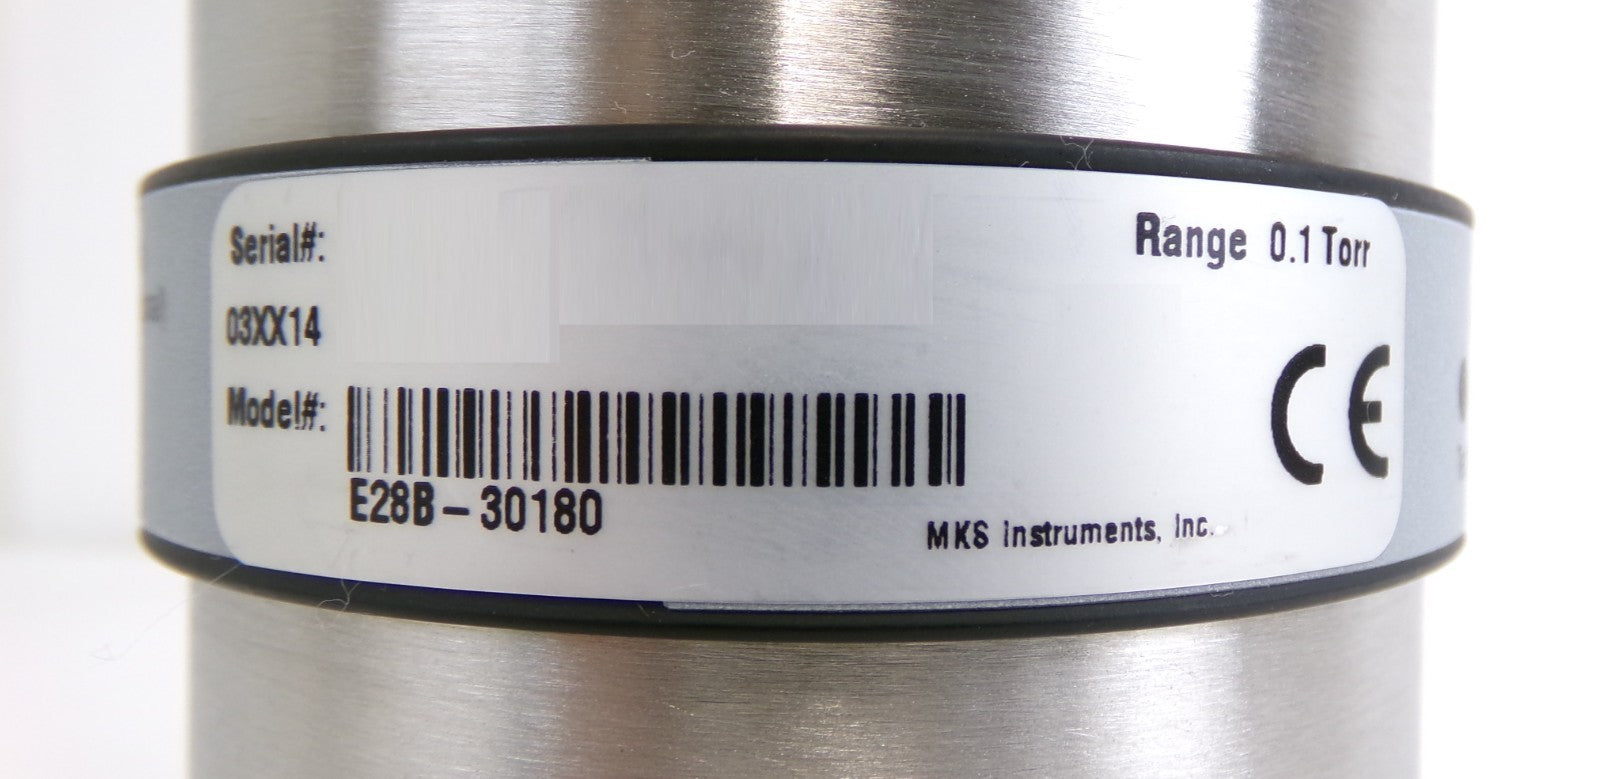 Serial#:
Range 0.1 Torr
03XX14
Model#:
E28B-30180
CE
MKS Instruments, Inc.